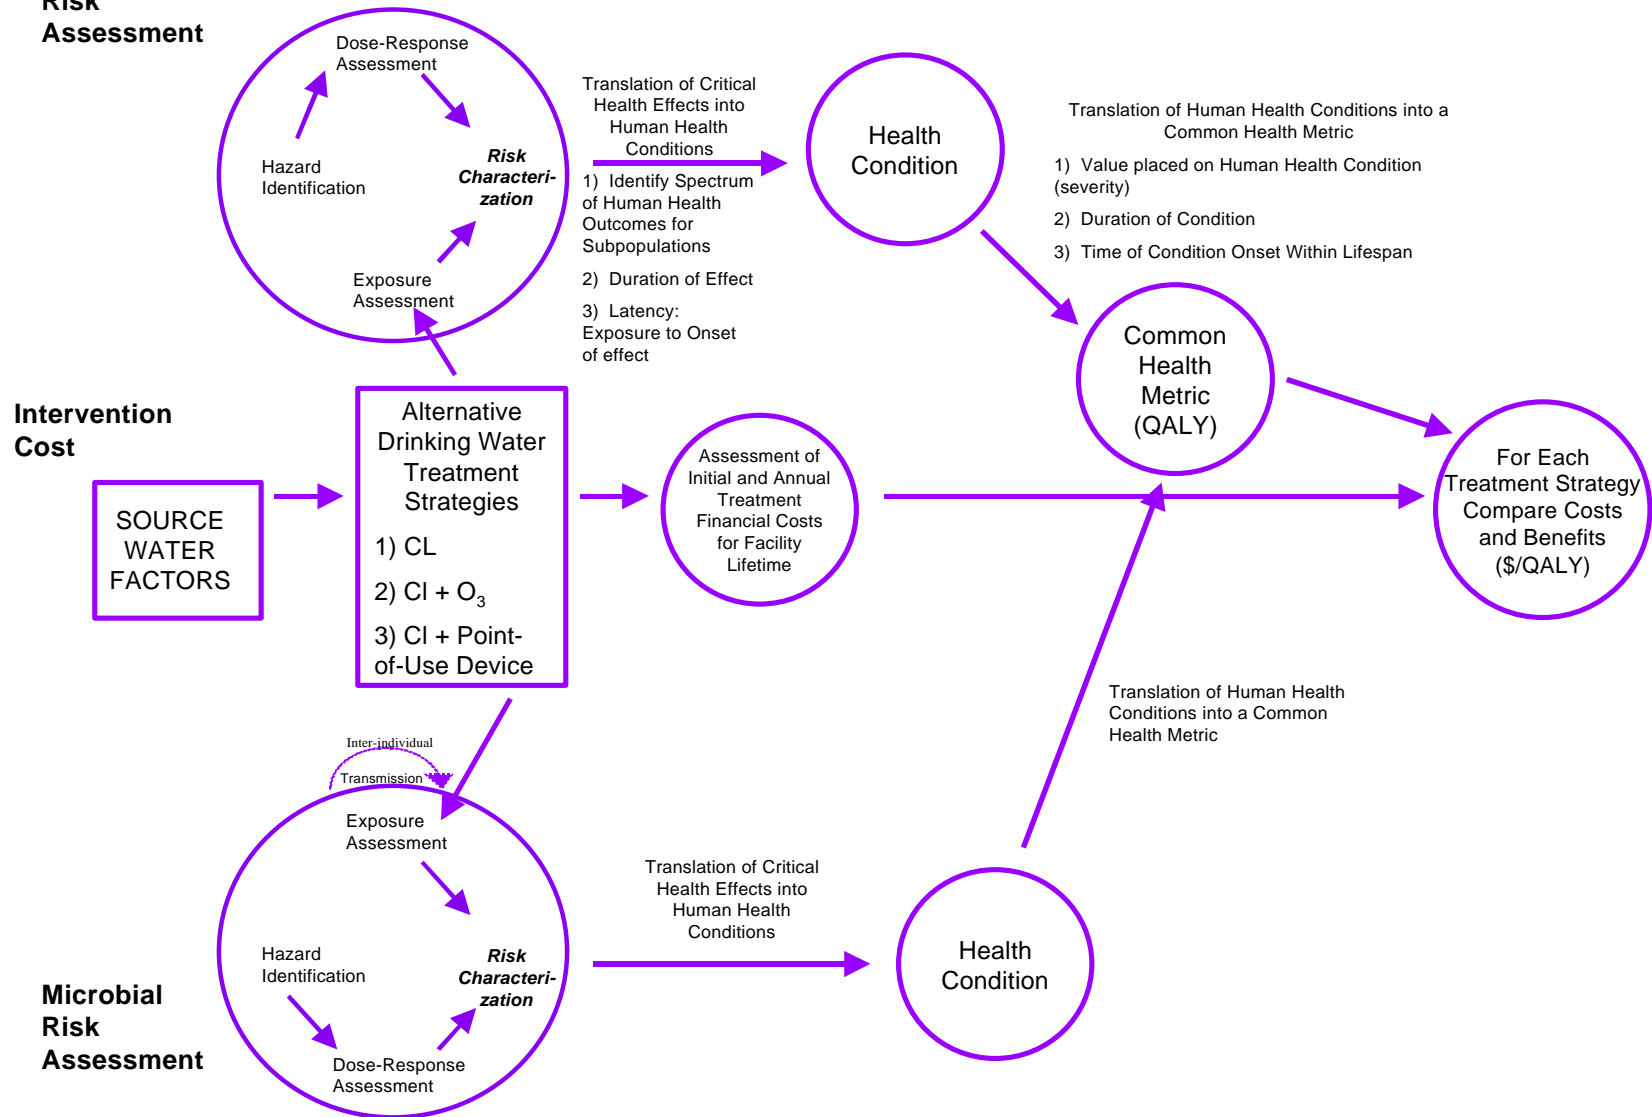 Risk
Assessment
Dose-Response
Assessment
Hazard
Identification
Risk
Characteri-
zation
Exposure
Assessment
Translation of Critical
Health Effects into
Human Health
Conditions
1) Identify Spectrum
of Human Health
Outcomes for
Subpopulations
2) Duration of Effect
3) Latency:
Exposure to Onset
of effect
Health
Condition
Translation of Human Health Conditions into a
Common Health Metric
1) Value placed on Human Health Condition
(severity)
2) Duration of Condition
3) Time of Condition Onset Within Lifespan
Common
Health
Metric
(QALY)
Intervention
Cost
SOURCE
WATER
FACTORS
Alternative
Drinking Water
Treatment
Strategies
1) CL
2) Cl + O3
3) Cl + Point-
of-Use Device
Assessment of
Initial and Annual
Treatment
Financial Costs
for Facility
Lifetime
For Each
Treatment Strategy
Compare Costs
and Benefits
($/QALY)
Translation of Human Health
Conditions into a Common
Health Metric
Inter-individual
Transmission
Exposure
Assessment
Hazard
Identification
Risk
Characteri-
zation
Dose-Response
Assessment
Translation of Critical
Health Effects into
Human Health
Conditions
Health
Condition
Microbial
Risk
Assessment